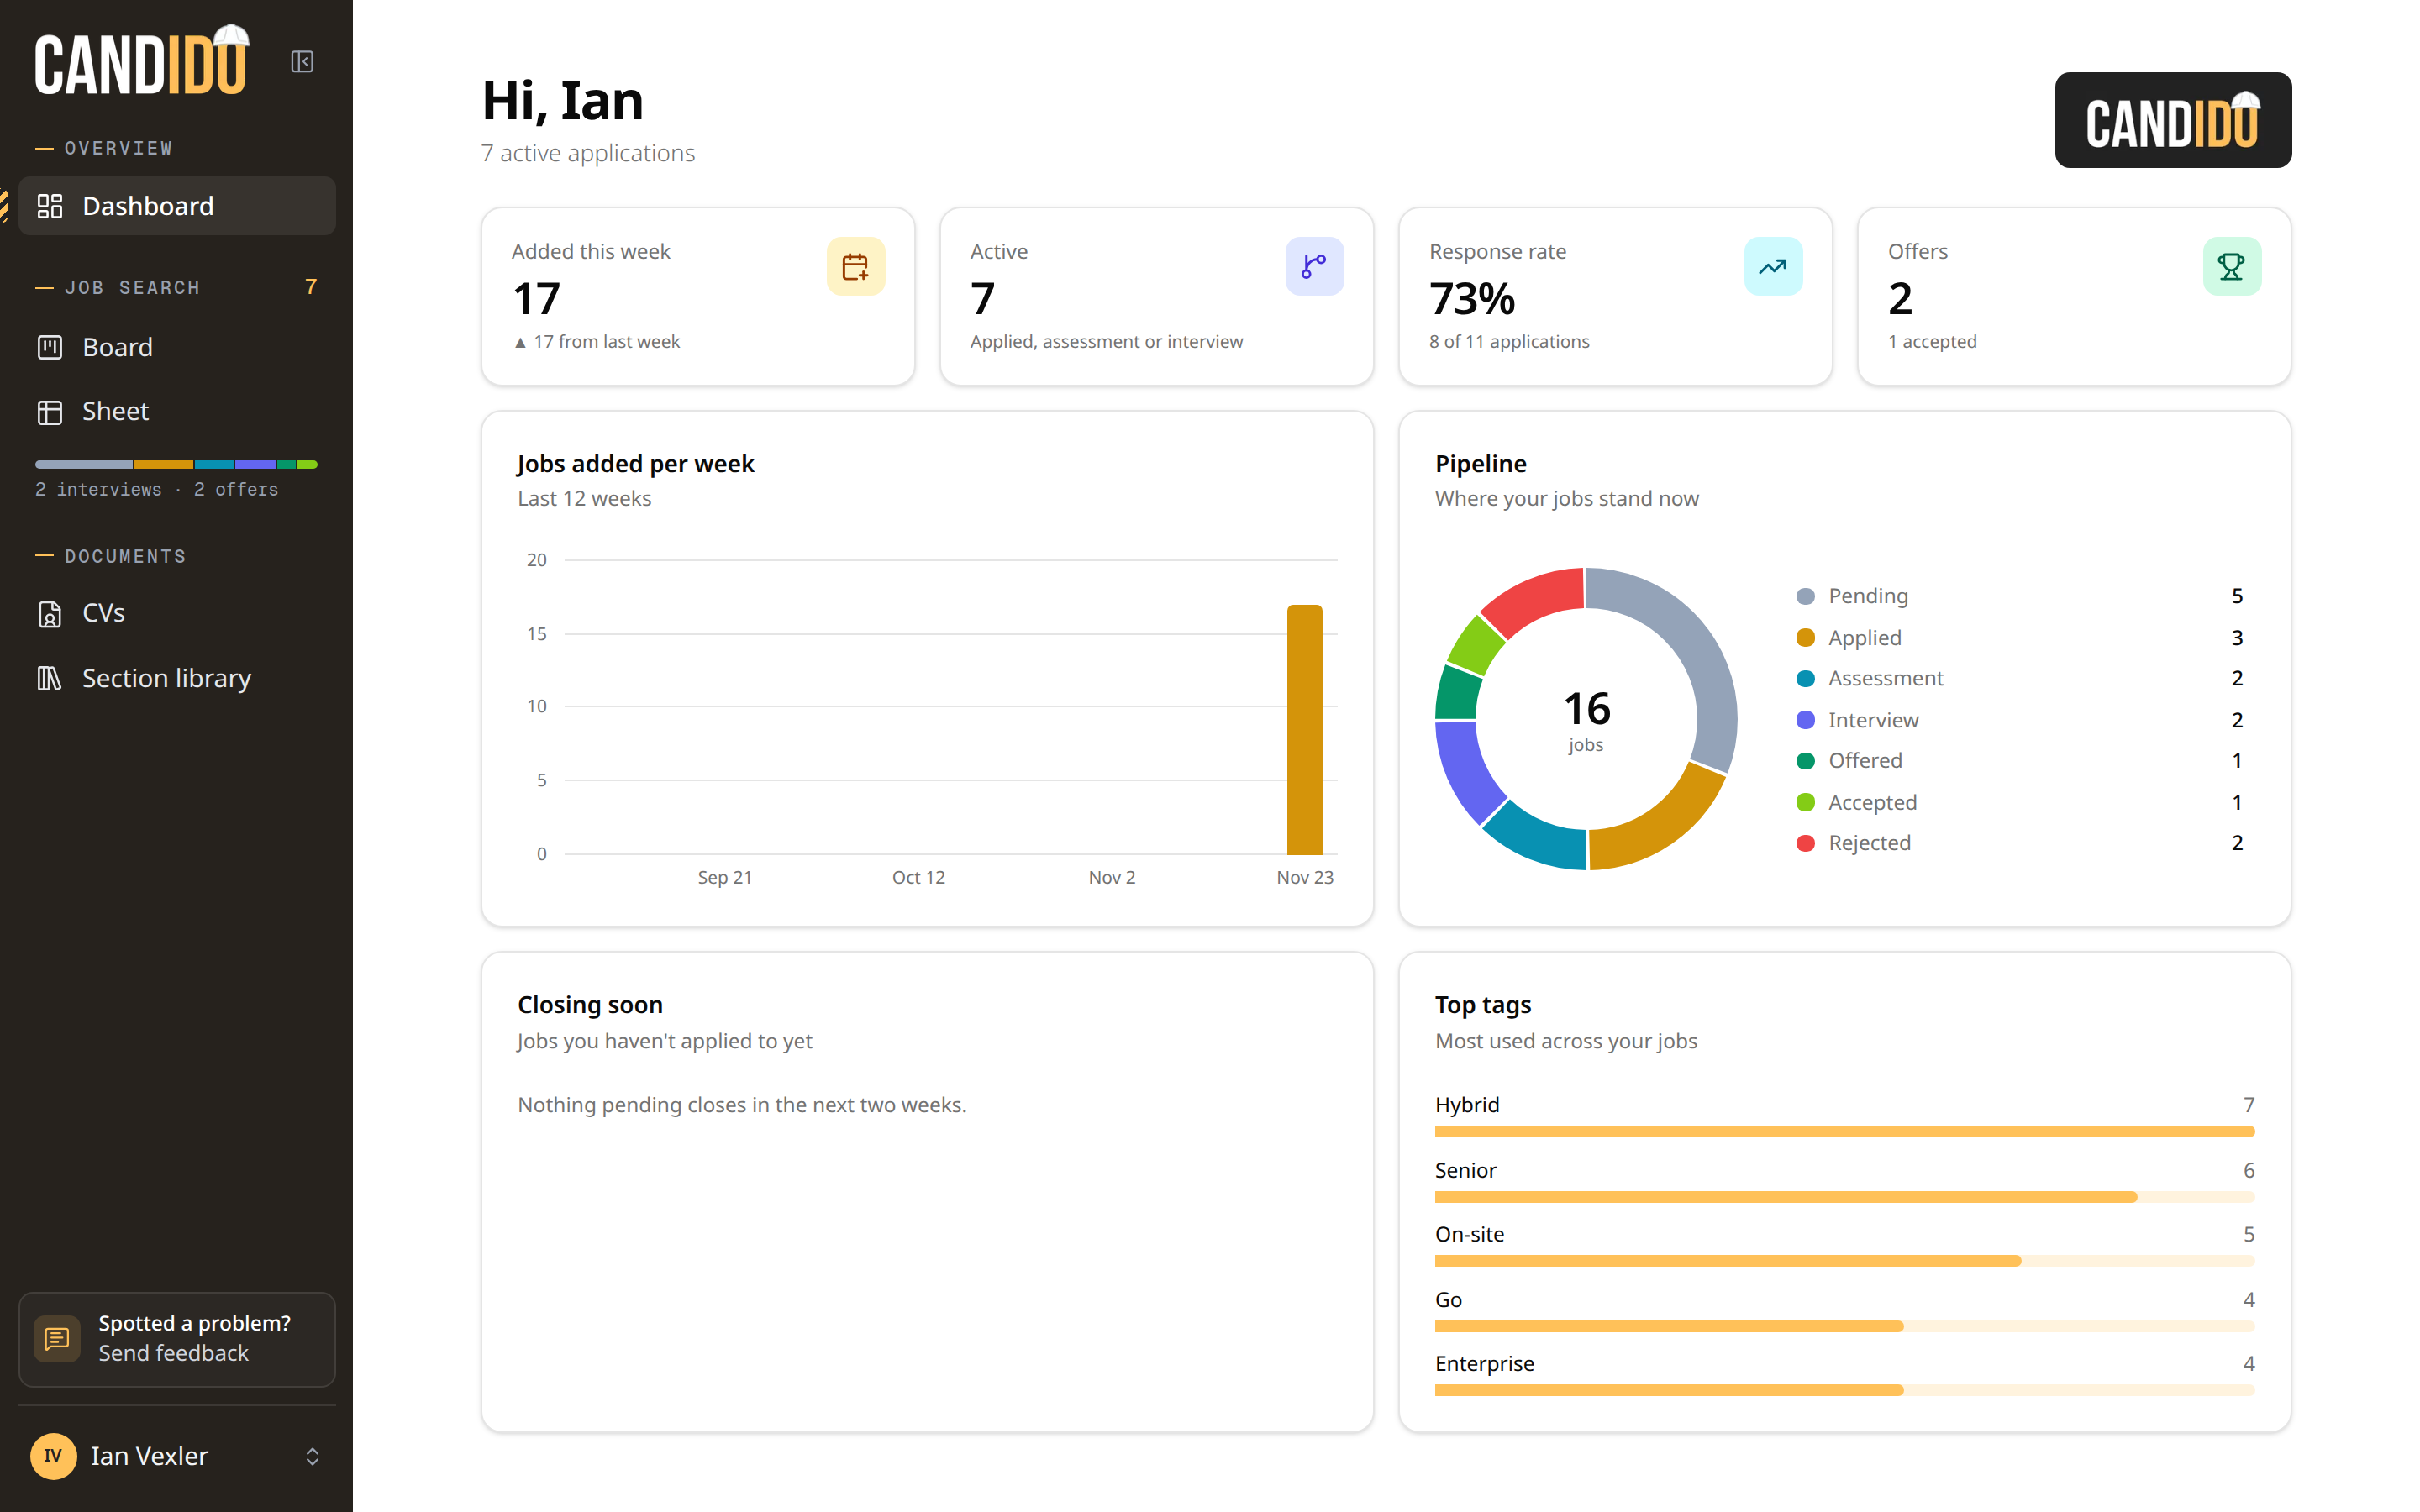 CANDIDO
OVERVIEW
Dashboard
JOB SEARCH 7
Board
Sheet
2 interviews · 2 offers
DOCUMENTS
CVs
Section library
Spotted a problem?
Send feedback
IV Ian Vexler
Hi, Ian
7 active applications
CANDIDO
Added this week
17
▲ 17 from last week
Active
7
Applied, assessment or interview
Response rate
73%
8 of 11 applications
Offers
2
1 accepted
Jobs added per week
Last 12 weeks
20
15
10
5
0
Sep 21 Oct 12 Nov 2 Nov 23
Pipeline
Where your jobs stand now
16
jobs
Pending 5
Applied 3
Assessment 2
Interview 2
Offered 1
Accepted 1
Rejected 2
Closing soon
Jobs you haven't applied to yet
Nothing pending closes in the next two weeks.
Top tags
Most used across your jobs
Hybrid 7
Senior 6
On-site 5
Go 4
Enterprise 4